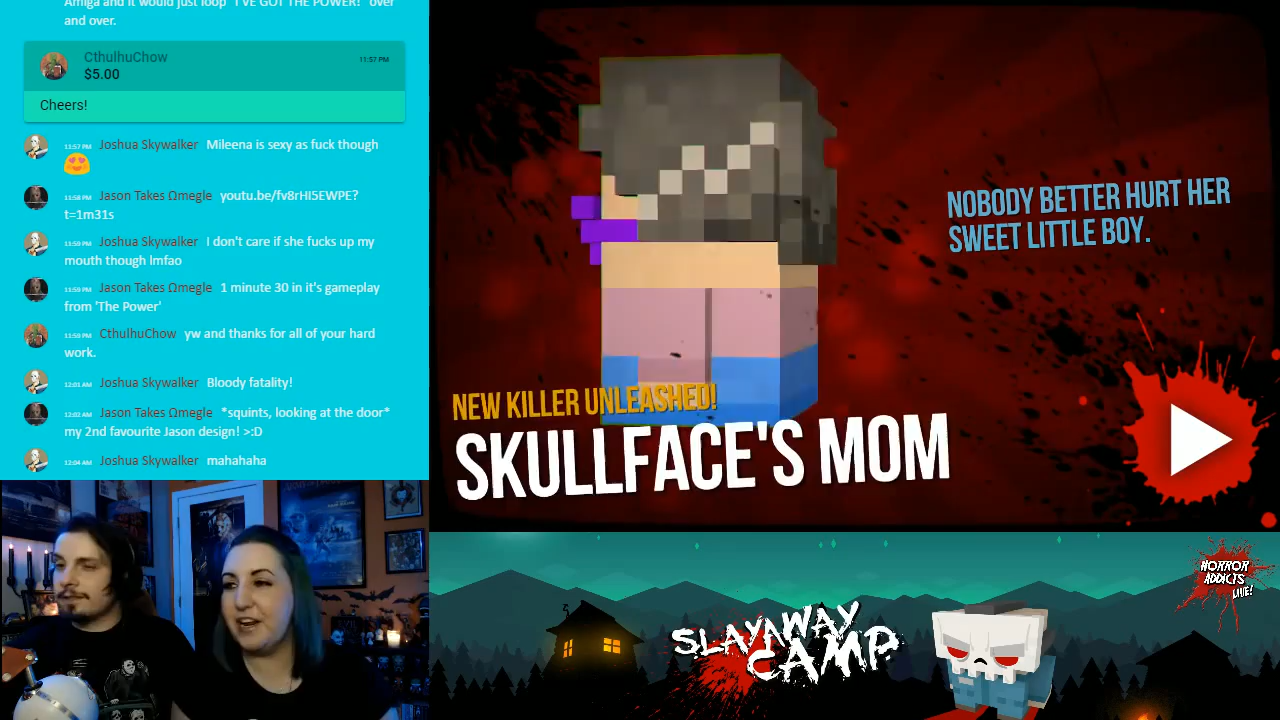 Amiga and it would just loop "I'VE GOT THE POWER!" over
and over.
CthulhuChow
11:57 PM
$5.00
Cheers!
11:57 PM Joshua Skywalker Mileena is sexy as fuck though
11:58 PM Jason Takes Ωmegle youtu.be/fv8rHI5EWPE?
t=1m31s
11:59 PM Joshua Skywalker I don't care if she fucks up my
mouth though lmfao
11:59 PM Jason Takes Ωmegle 1 minute 30 in it's gameplay
from 'The Power'
11:59 PM CthulhuChow yw and thanks for all of your hard
work.
12:01 AM Joshua Skywalker Bloody fatality!
12:02 AM Jason Takes Ωmegle *squints, looking at the door*
my 2nd favourite Jason design! >:D
12:04 AM Joshua Skywalker mahahaha
NOBODY BETTER HURT HER
SWEET LITTLE BOY.
NEW KILLER UNLEASHED!
SKULLFACE'S MOM
SLAYAWAY
CAMP
HORROR
ADDICTS
LIVE!